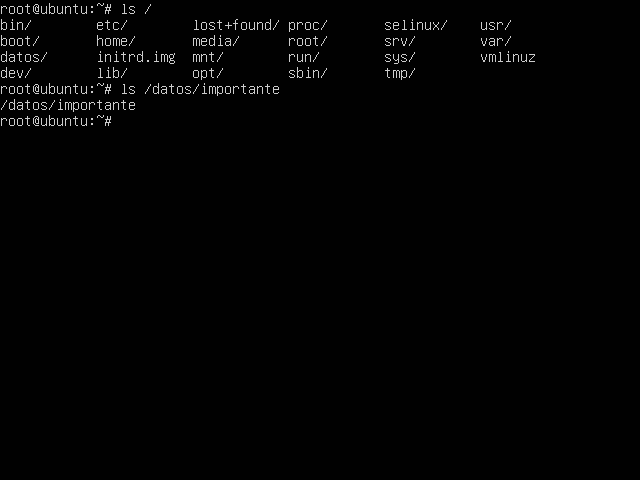 root@ubuntu:~# ls /
bin/        etc/        lost+found/ proc/       selinux/    usr/
boot/       home/       media/      root/       srv/        var/
datos/      initrd.img  mnt/        run/        sys/        vmlinuz
dev/        lib/        opt/        sbin/       tmp/
root@ubuntu:~# ls /datos/importante
/datos/importante
root@ubuntu:~#